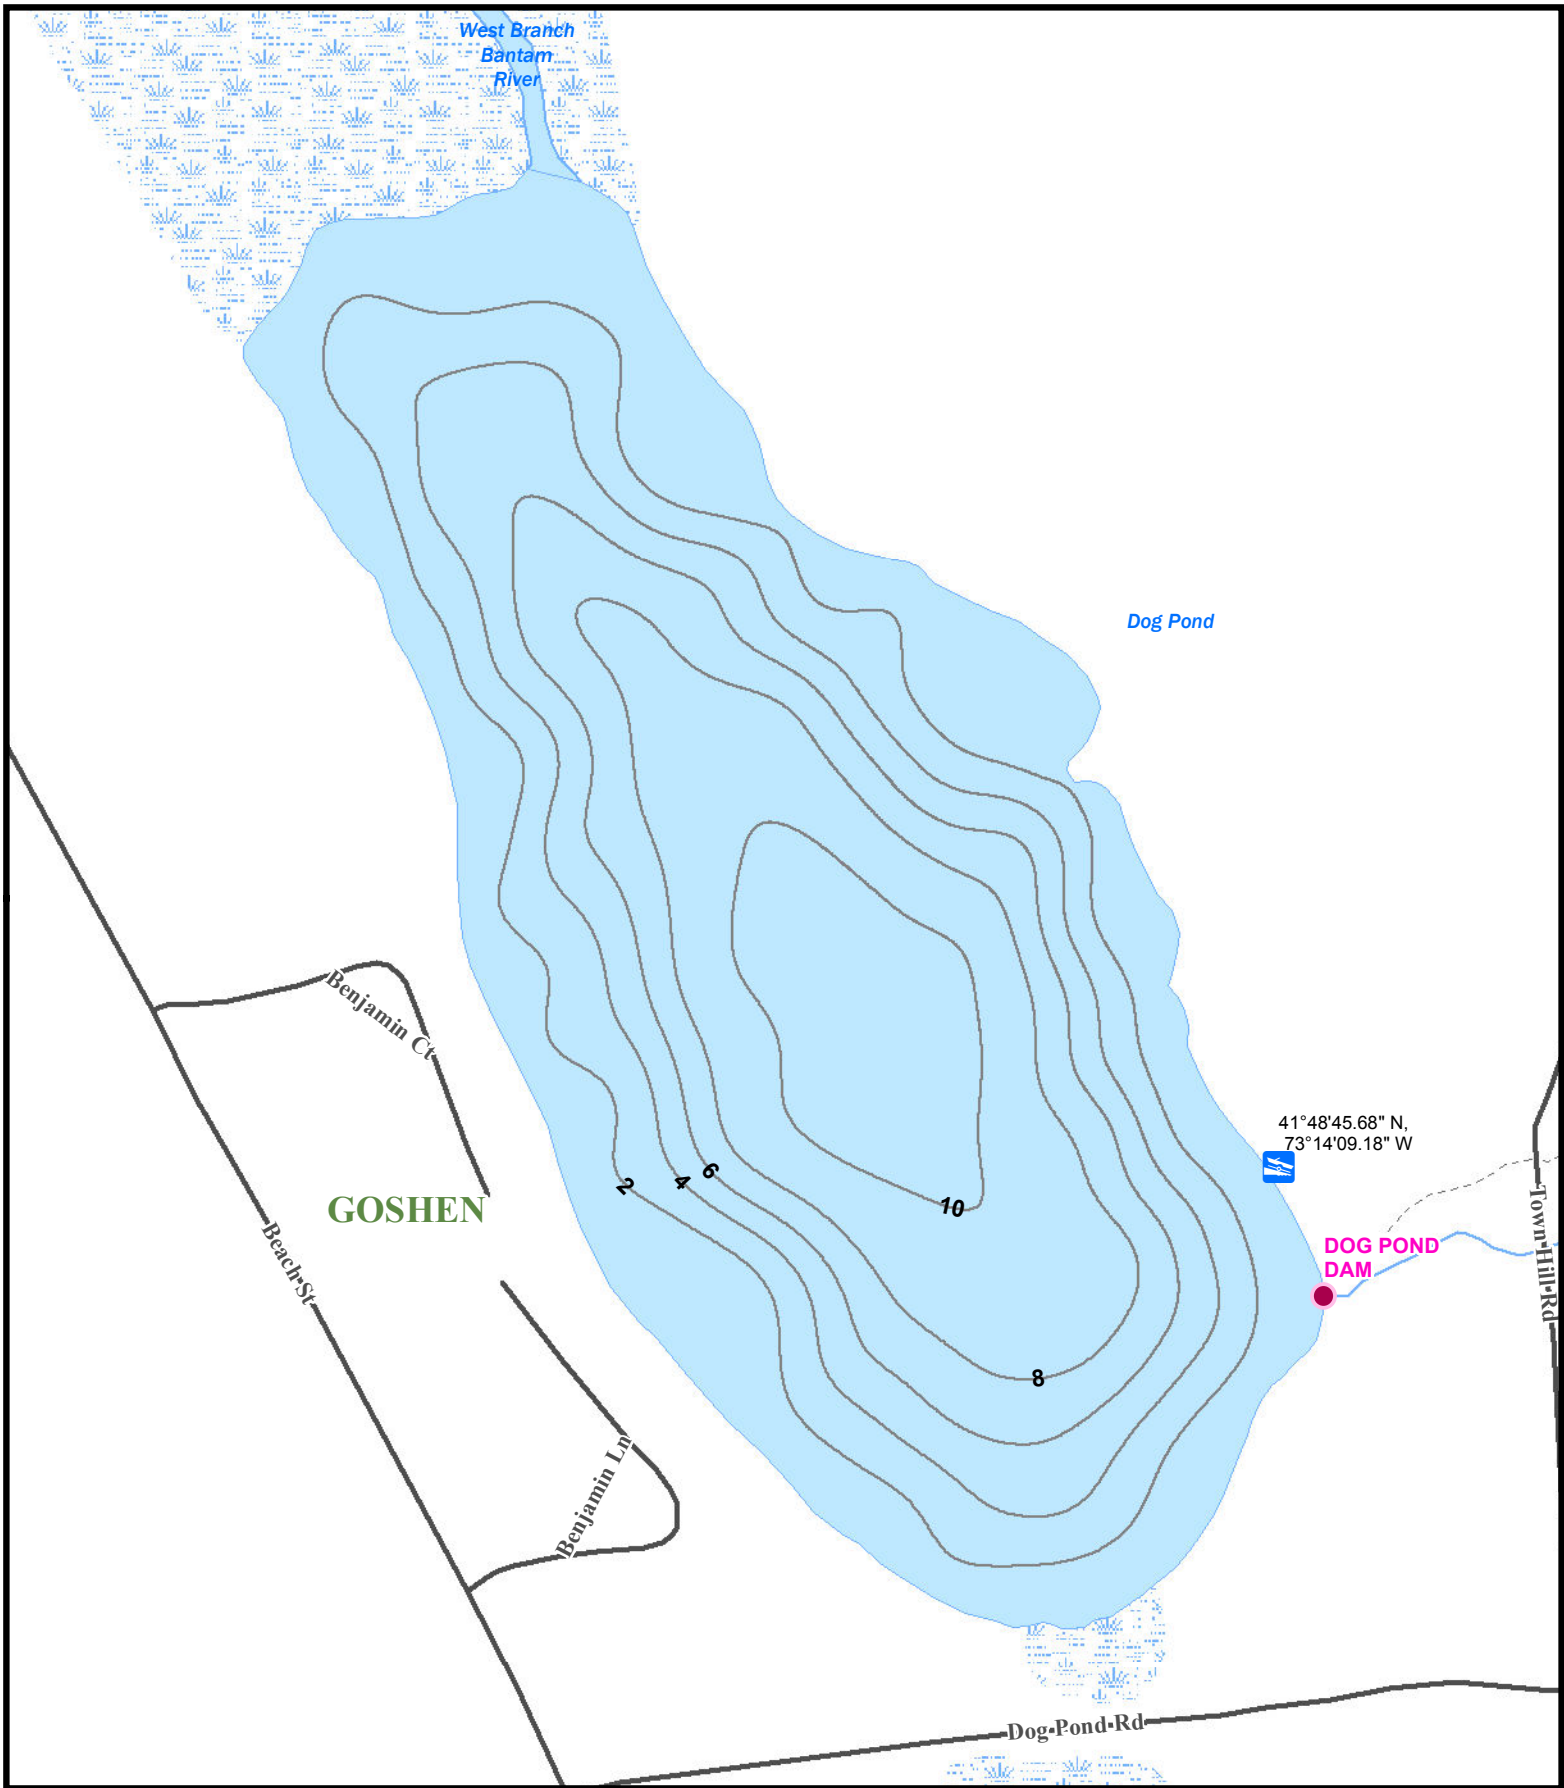 West Branch
Bantam
River
Dog Pond
Benjamin Ct
41°48'45.68" N,
73°14'09.18" W
2
4
6
10
GOSHEN
Beach St
Town Hill Rd
DOG POND
DAM
8
Benjamin Ln
Dog Pond Rd